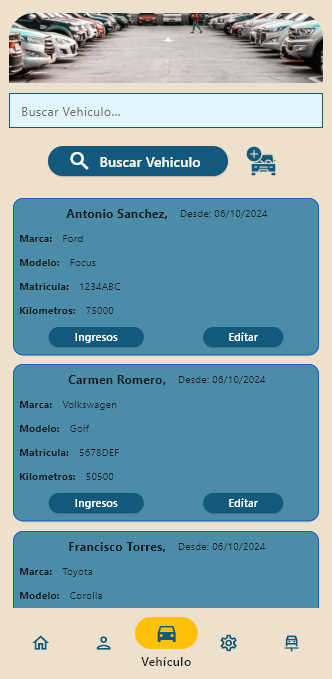 Buscar Vehiculo...
Buscar Vehiculo
Antonio Sanchez, Desde: 06/10/2024
Marca: Ford
Modelo: Focus
Matricula: 1234ABC
Kilometros: 75000
Ingresos Editar
Carmen Romero, Desde: 06/10/2024
Marca: Volkswagen
Modelo: Golf
Matricula: 5678DEF
Kilometros: 50500
Ingresos Editar
Francisco Torres, Desde: 06/10/2024
Marca: Toyota
Modelo: Corolla
Vehículo